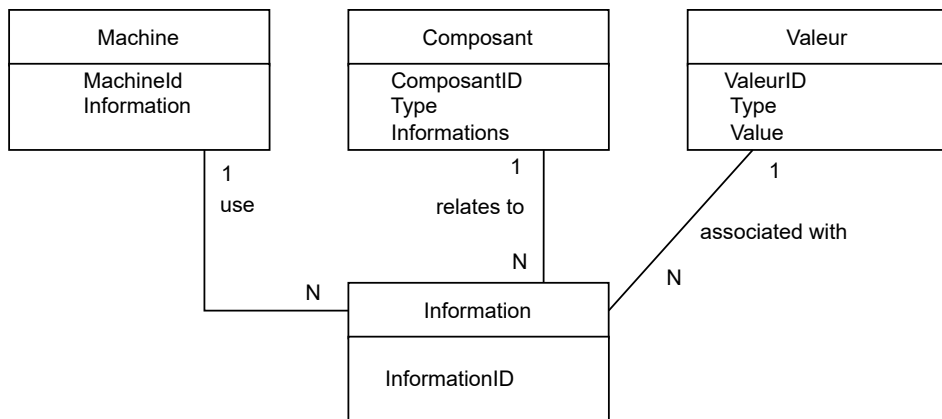 Machine
MachineId
Information
Composant
ComposantID
Type
Informations
Valeur
ValeurID
Type
Value
1
use
N
1
relates to
N
1
associated with
N
Information
InformationID